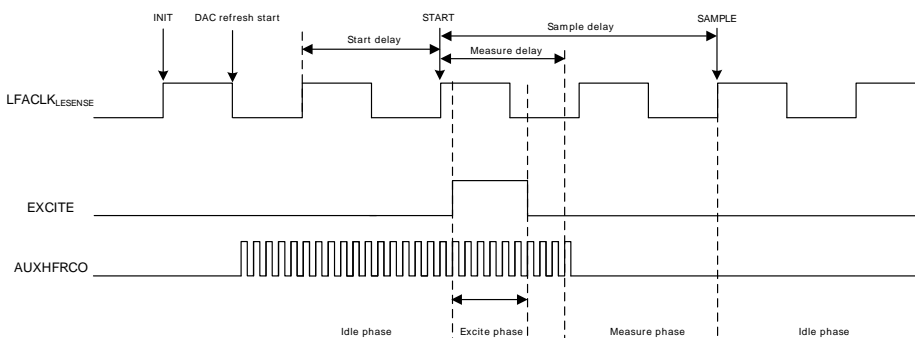 INIT DAC refresh start START SAMPLE
Start delay Sample delay
Measure delay
LFACLKLESENSE
EXCITE
AUXHFRCO
Idle phase Excite phase Measure phase Idle phase